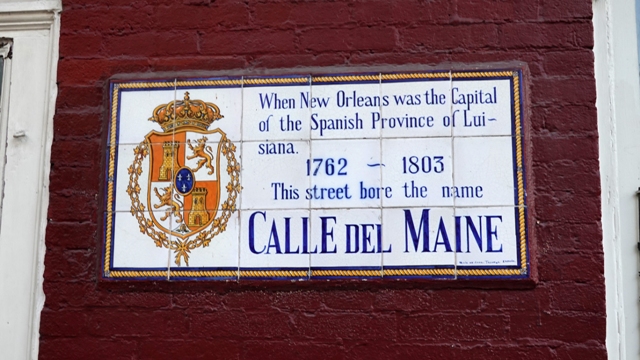 When New Orleans was the Capital
of the Spanish Province of Lui-
siana.
1762 ~ 1803
This street bore the name
CALLE DEL MAINE